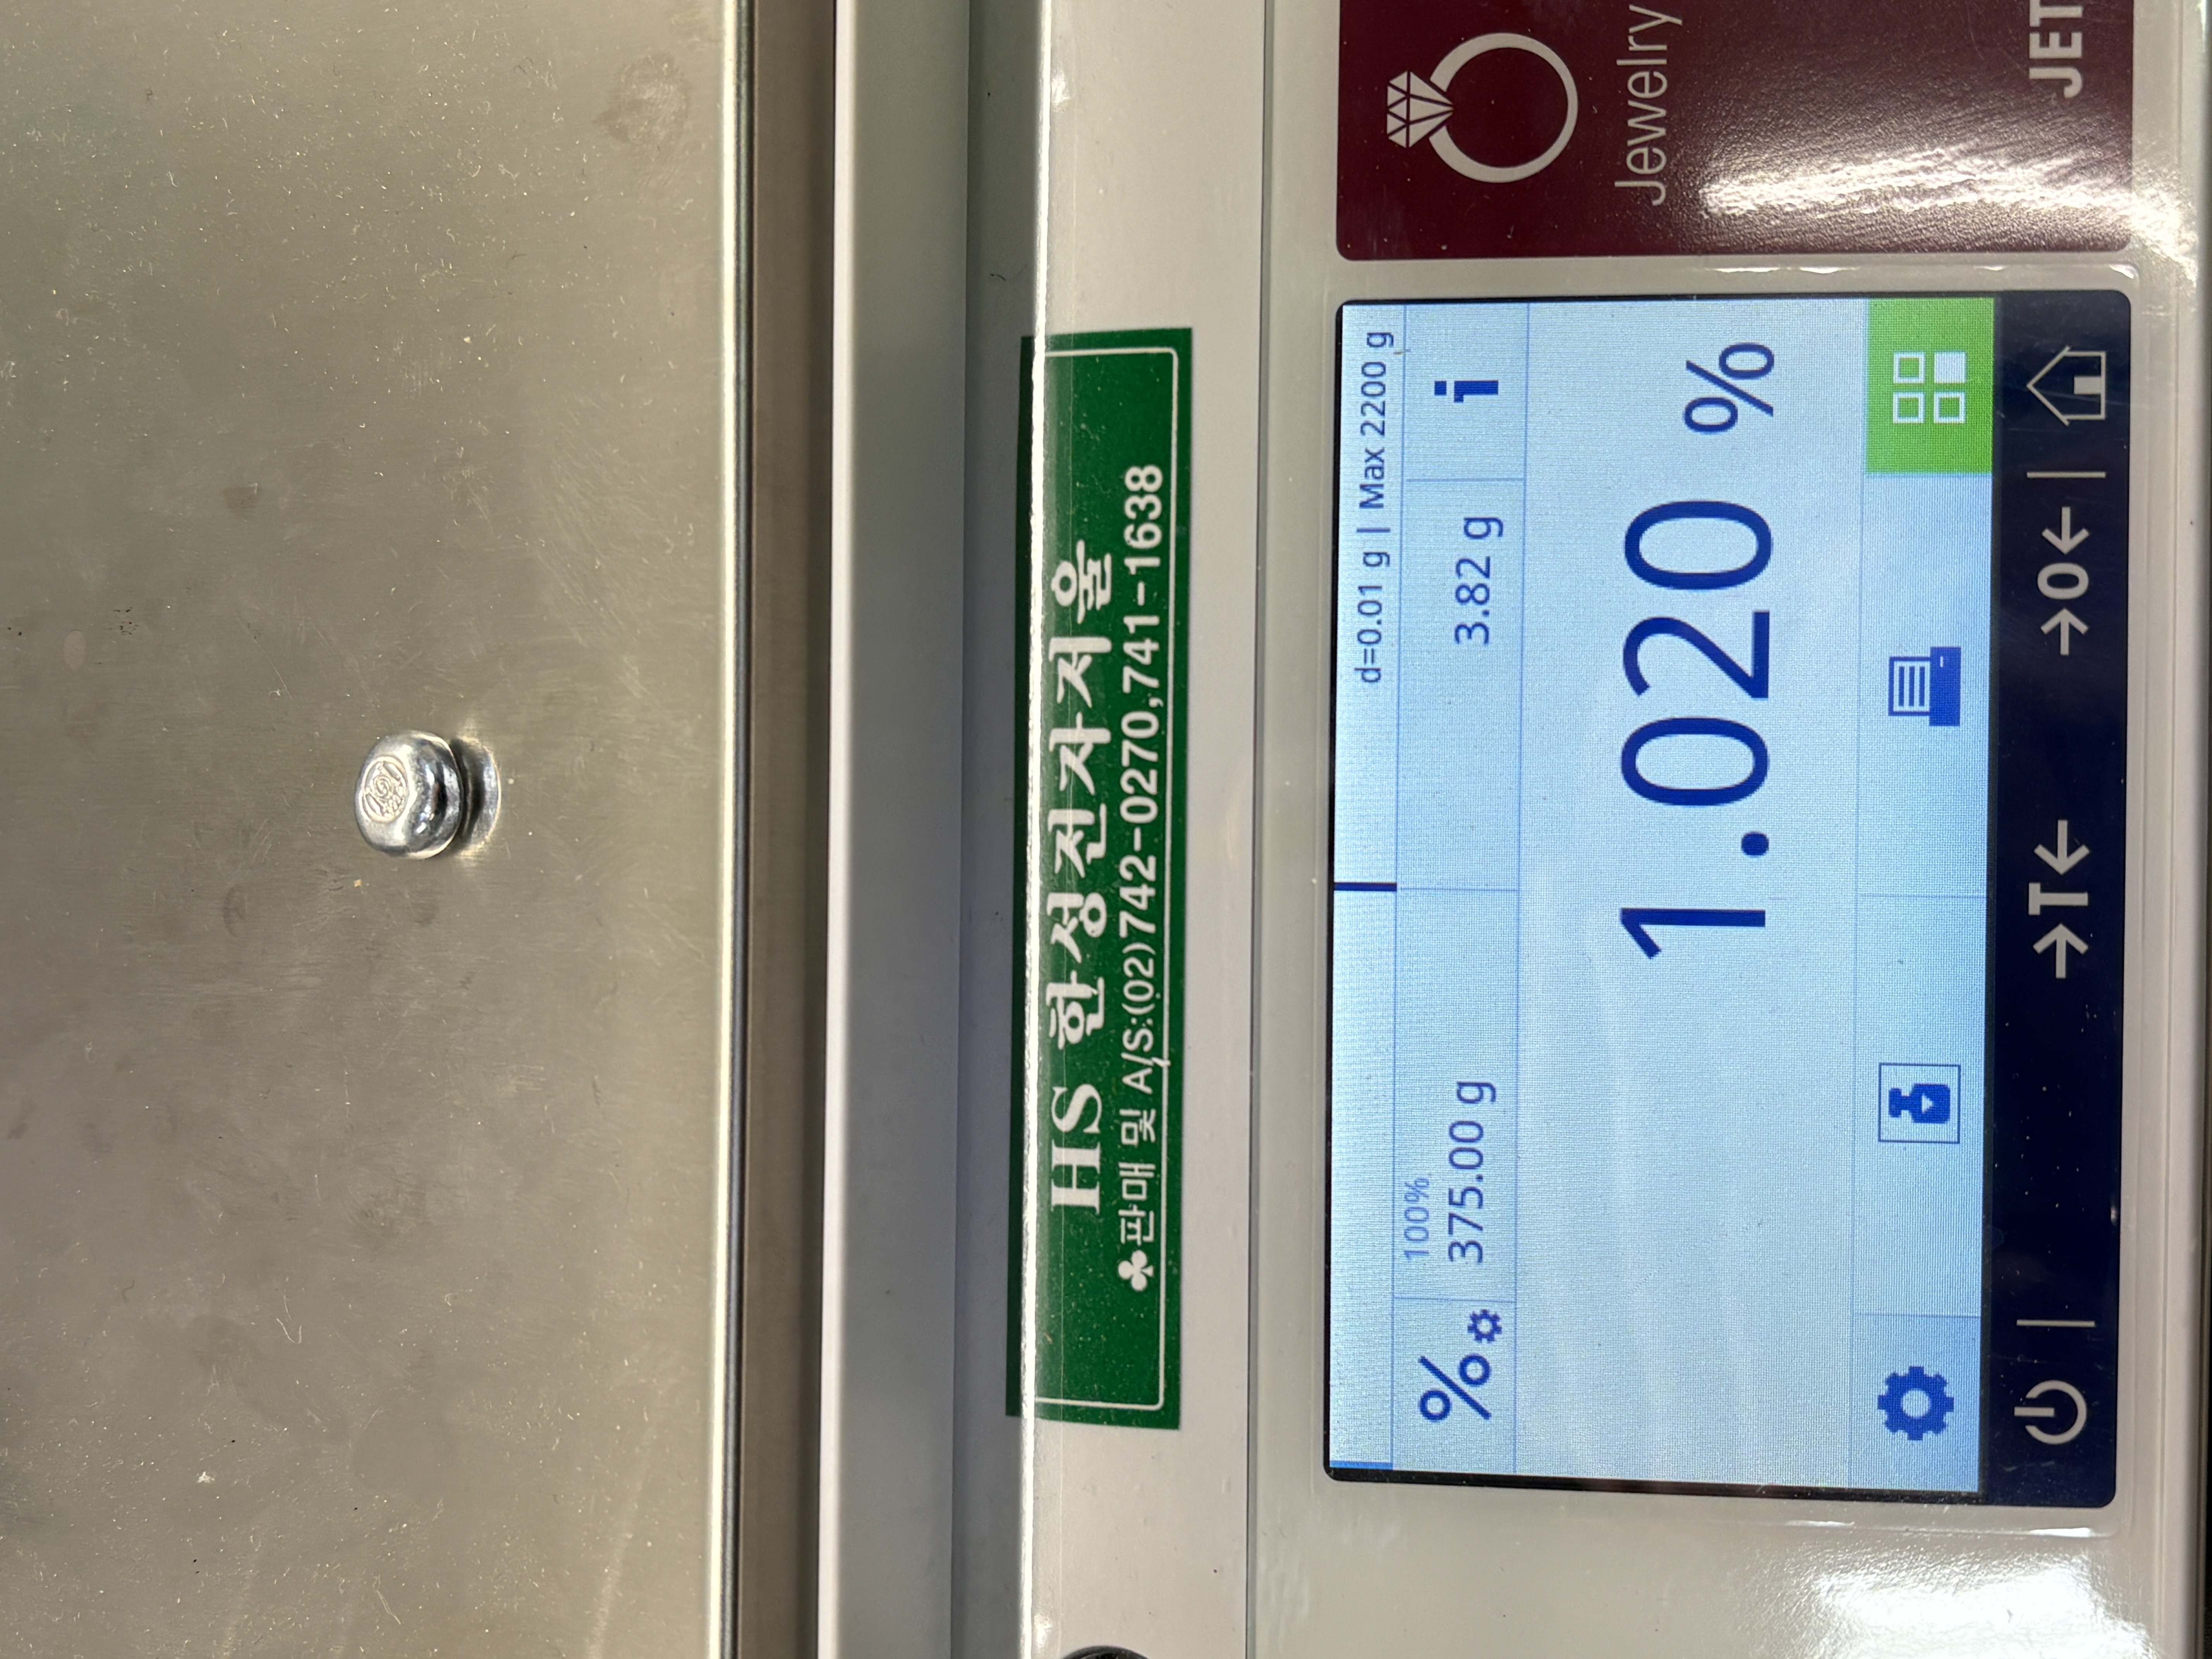 HS 한성전자저울
♣판매 및 A/S:(02)742-0270,741-1638
Jewelry
JET
d=0.01 g | Max 2200 g
100%
375.00 g
3.82 g
i
%
1.020 %
→T←
→0←